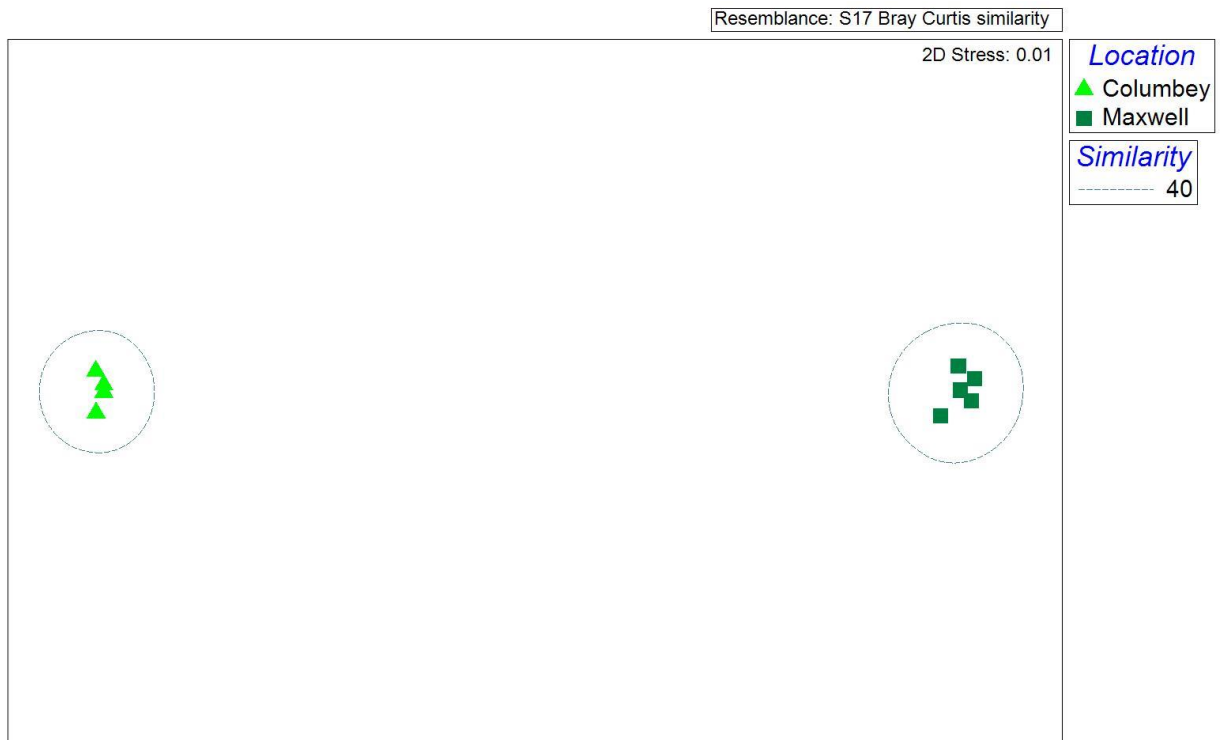 Resemblance: S17 Bray Curtis similarity
2D Stress: 0.01
Location
Columbey
Maxwell
Similarity
40